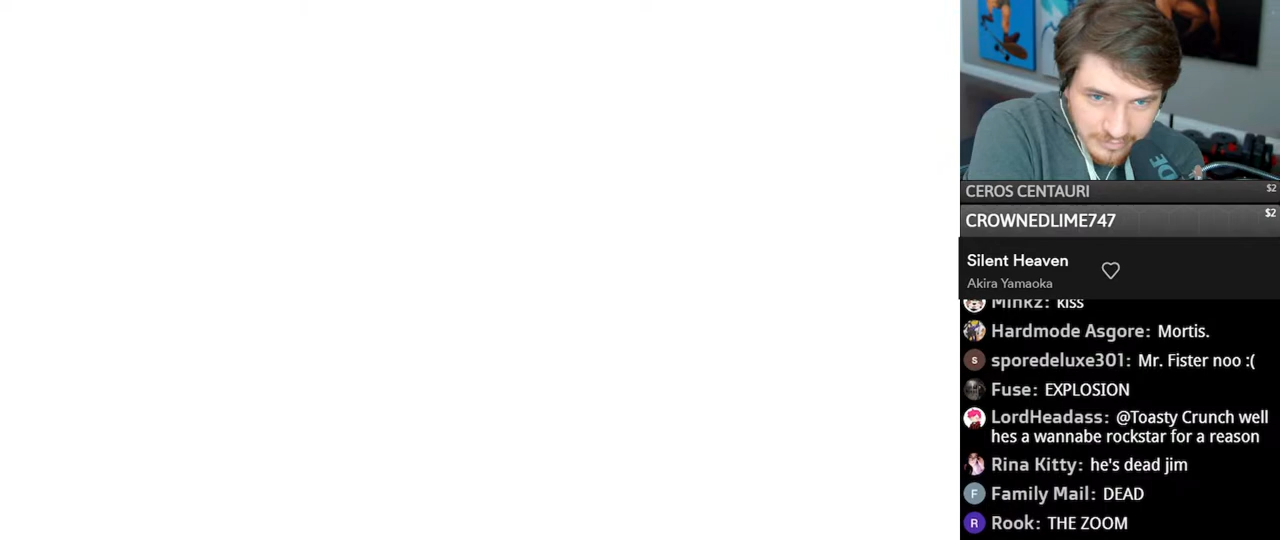 CEROS CENTAURI $2
CROWNEDLIME747 $2
Silent Heaven
Akira Yamaoka
Minkz: kiss
Hardmode Asgore: Mortis.
S sporedeluxe301: Mr. Fister noo :(
Fuse: EXPLOSION
LordHeadass: @Toasty Crunch well
hes a wannabe rockstar for a reason
Rina Kitty: he's dead jim
F Family Mail: DEAD
R Rook: THE ZOOM